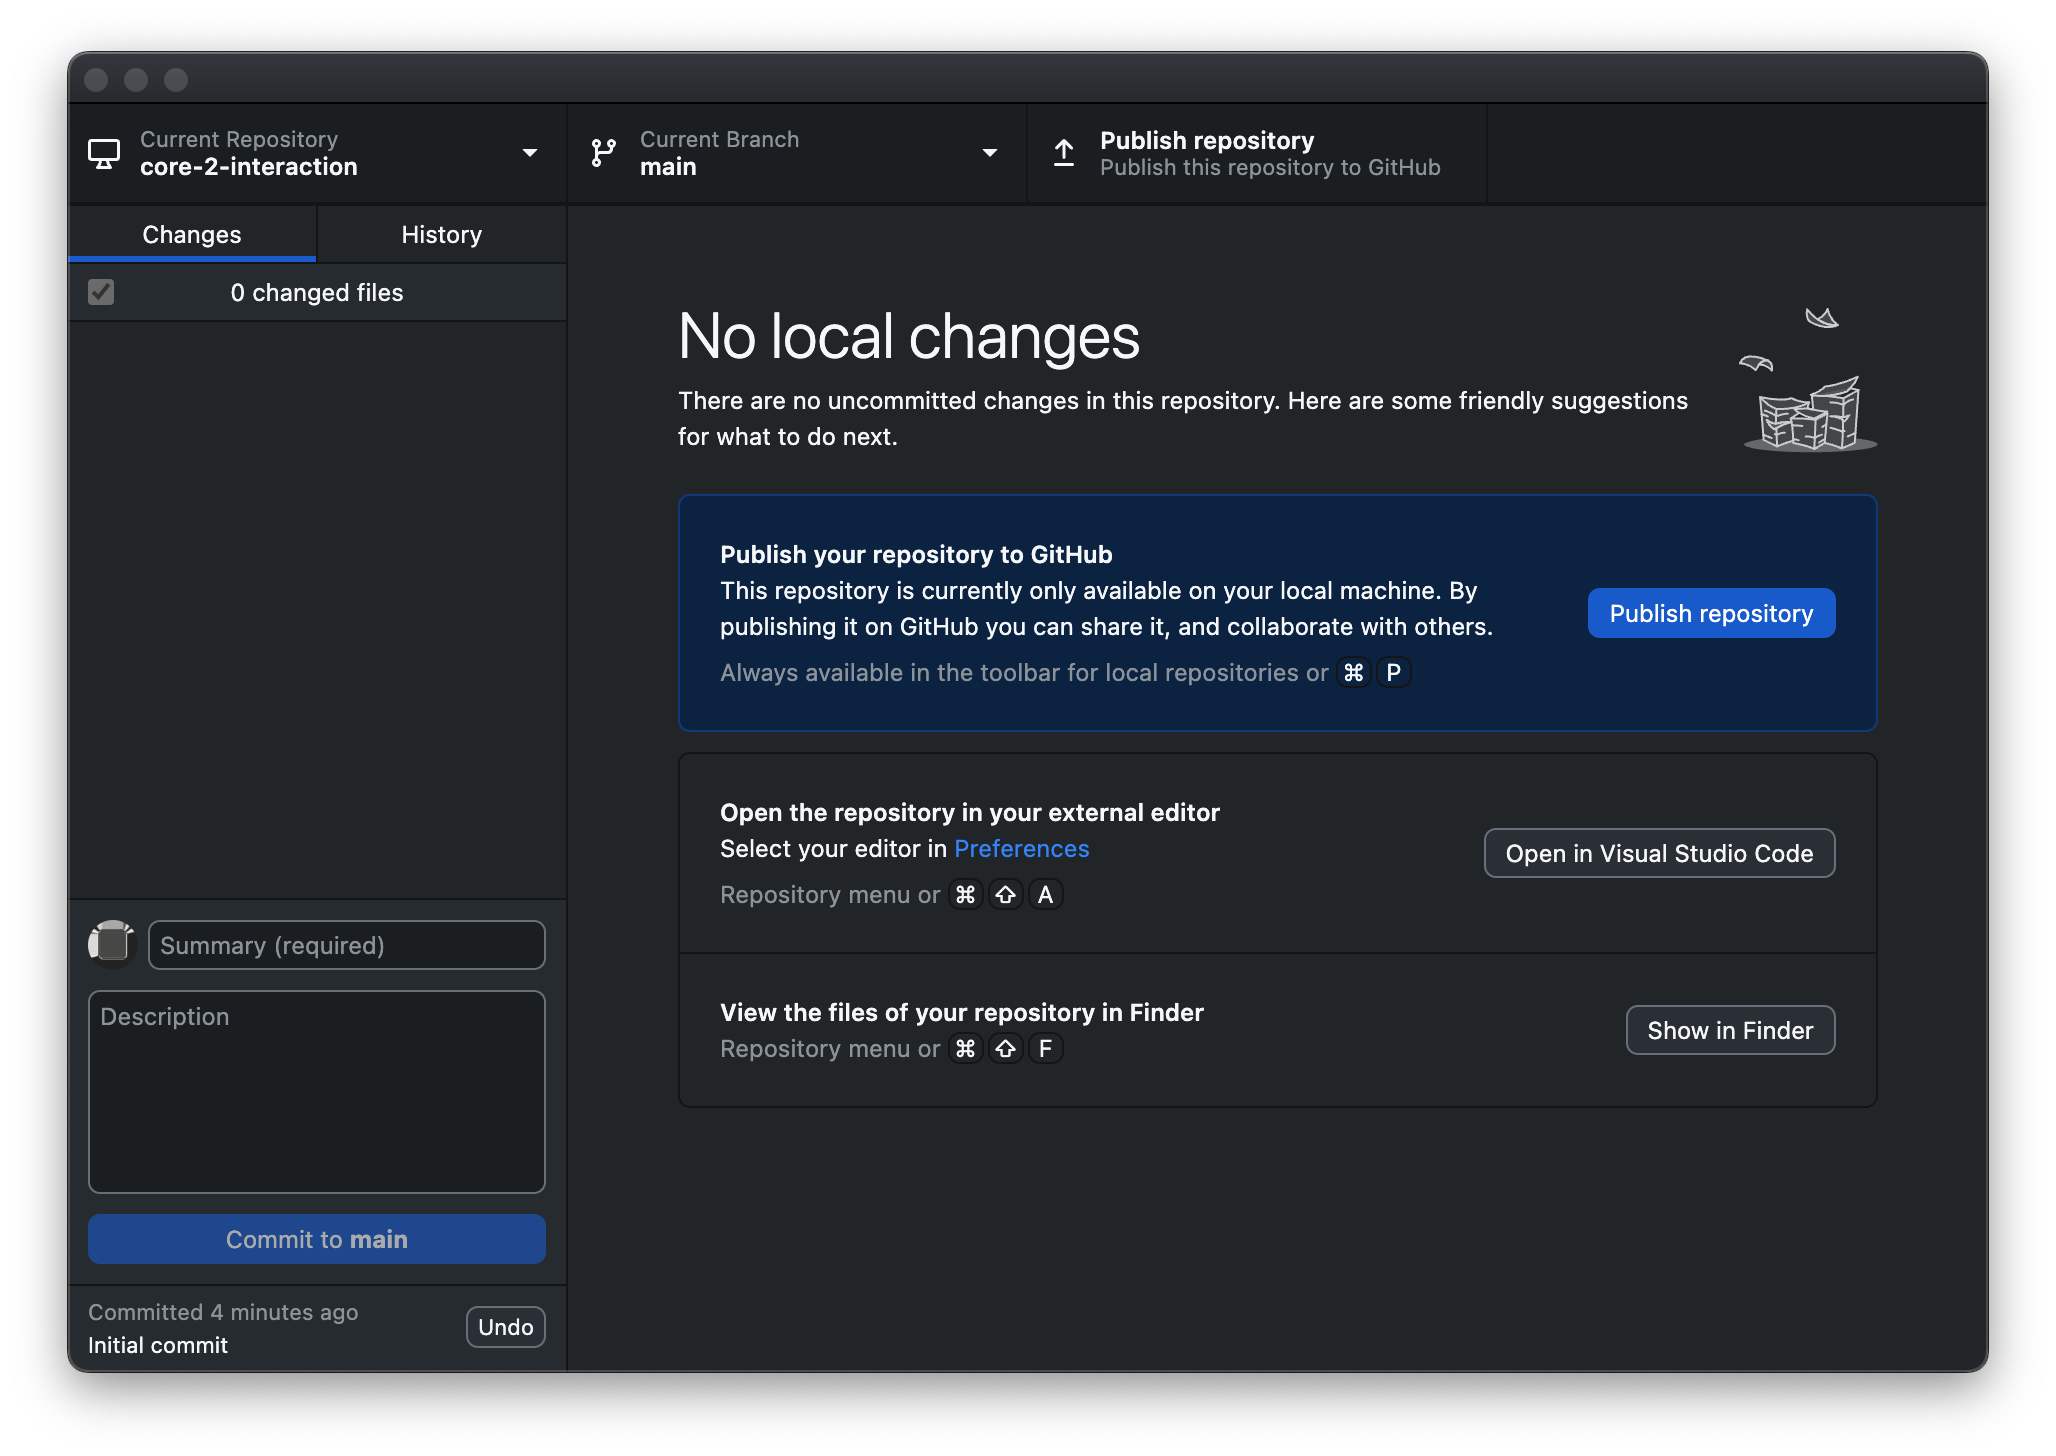 Current Repository
core-2-interaction
Current Branch
main
Publish repository
Publish this repository to GitHub
Changes
History
0 changed files
No local changes
There are no uncommitted changes in this repository. Here are some friendly suggestions
for what to do next.
Publish your repository to GitHub
This repository is currently only available on your local machine. By
publishing it on GitHub you can share it, and collaborate with others.
Always available in the toolbar for local repositories or ⌘ P
Publish repository
Open the repository in your external editor
Select your editor in Preferences
Repository menu or ⌘ ⇧ A
Open in Visual Studio Code
View the files of your repository in Finder
Repository menu or ⌘ ⇧ F
Show in Finder
Summary (required)
Description
Commit to main
Committed 4 minutes ago
Initial commit
Undo